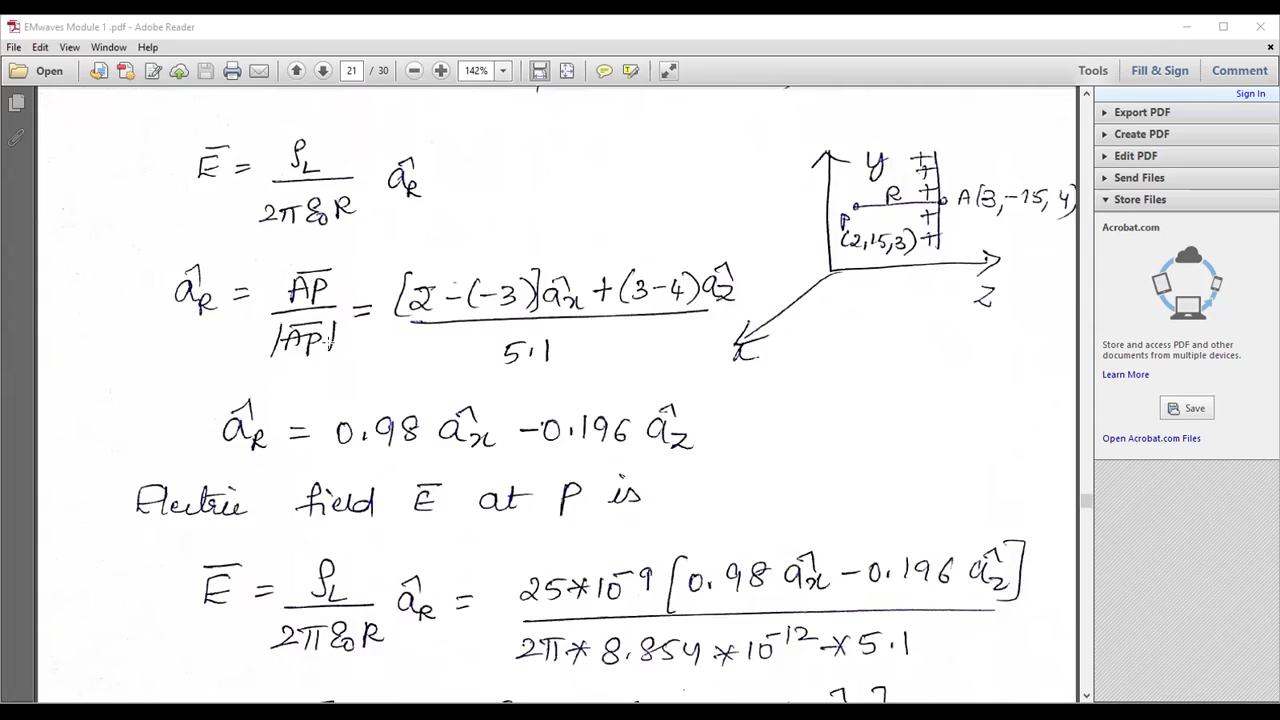 EMwaves Module 1 .pdf - Adobe Reader
File Edit View Window Help
Open 21 / 30 142% Tools Fill & Sign Comment
Sign In
Export PDF
Create PDF
Edit PDF
Send Files
Store Files
Acrobat.com
Store and access PDF and other
documents from multiple devices.
Learn More
Save
Open Acrobat.com Files
Ē = ρL / 2πε₀R âR
y
R
A(3,-15,4)
P
(2,15,3)
z
x
âR = A̅P̅ / |A̅P̅| = [2-(-3)]âx + (3-4)âz / 5.1
âR = 0.98 âx - 0.196 âz
Electric field Ē at P is
Ē = ρL / 2πε₀R âR = 25*10⁻⁹ [0.98 âx - 0.196 âz] / 2π * 8.854 * 10⁻¹² * 5.1